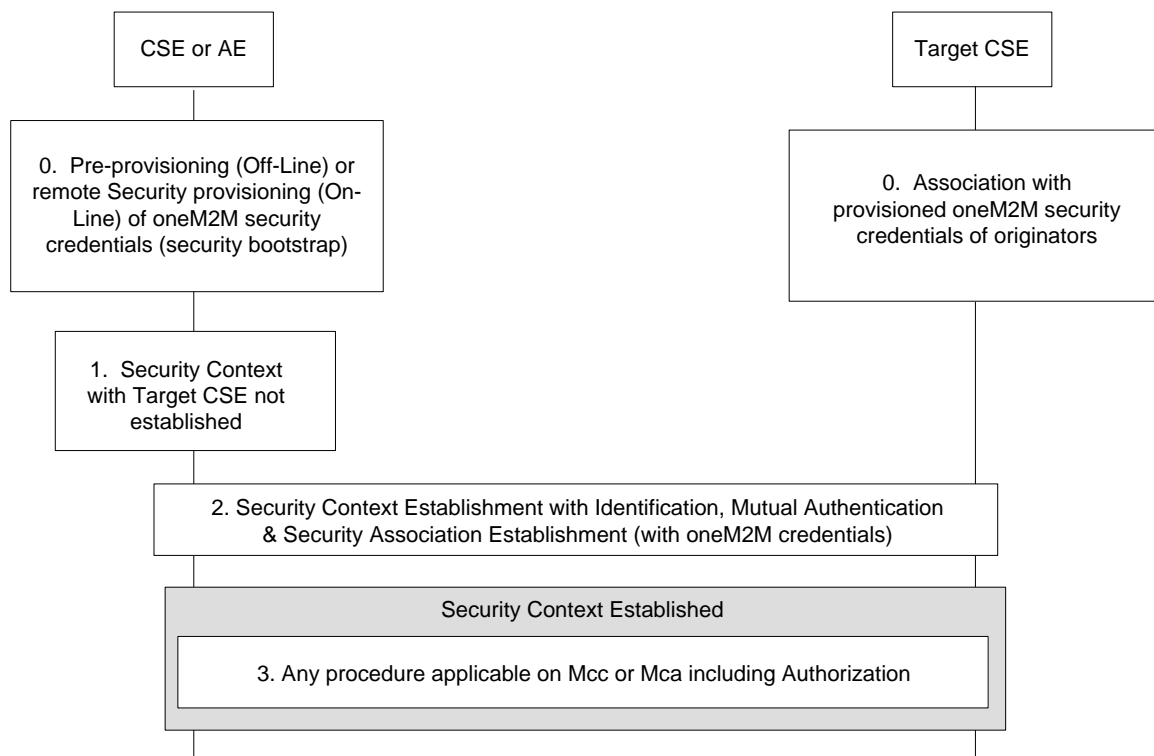 CSE or AE
Target CSE
0.  Pre-provisioning (Off-Line) or
remote Security provisioning (On-
Line) of oneM2M security
credentials (security bootstrap)
0.  Association with
provisioned oneM2M security
credentials of originators
1.  Security Context
with Target CSE not
established
2. Security Context Establishment with Identification, Mutual Authentication
& Security Association Establishment (with oneM2M credentials)
Security Context Established
3. Any procedure applicable on Mcc or Mca including Authorization